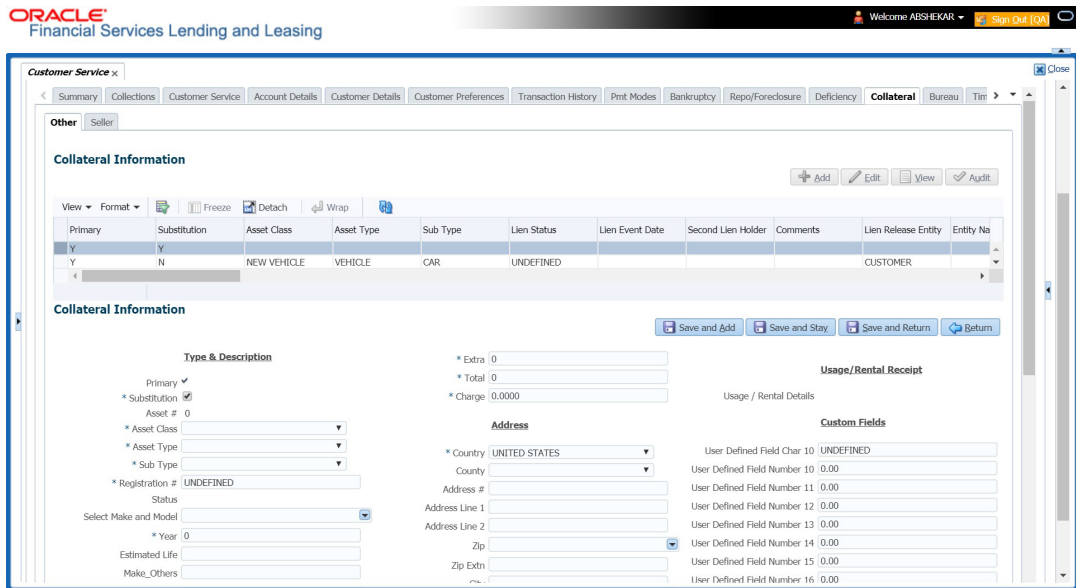 ORACLE
Financial Services Lending and Leasing
Welcome ABSHEKAR
Sign Out [QA]
Customer Service ×
Close
Summary Collections Customer Service Account Details Customer Details Customer Preferences Transaction History Pmt Modes Bankruptcy Repo/Foreclosure Deficiency Collateral Bureau Tim
Other Seller
Collateral Information
Add Edit View Audit
View Format Freeze Detach Wrap
Primary Substitution Asset Class Asset Type Sub Type Lien Status Lien Event Date Second Lien Holder Comments Lien Release Entity Entity Na
Y Y
Y N NEW VEHICLE VEHICLE CAR UNDEFINED CUSTOMER
Collateral Information
Save and Add Save and Stay Save and Return Return
Type & Description
Primary
* Substitution
Asset # 0
* Asset Class
* Asset Type
* Sub Type
* Registration # UNDEFINED
Status
Select Make and Model
* Year 0
Estimated Life
Make_Others
* Extra 0
* Total 0
* Charge 0.0000
Address
* Country UNITED STATES
County
Address #
Address Line 1
Address Line 2
Zip
Zip Extn
City
Usage/Rental Receipt
Usage / Rental Details
Custom Fields
User Defined Field Char 10 UNDEFINED
User Defined Field Number 10 0.00
User Defined Field Number 11 0.00
User Defined Field Number 12 0.00
User Defined Field Number 13 0.00
User Defined Field Number 14 0.00
User Defined Field Number 15 0.00
User Defined Field Number 16 0.00